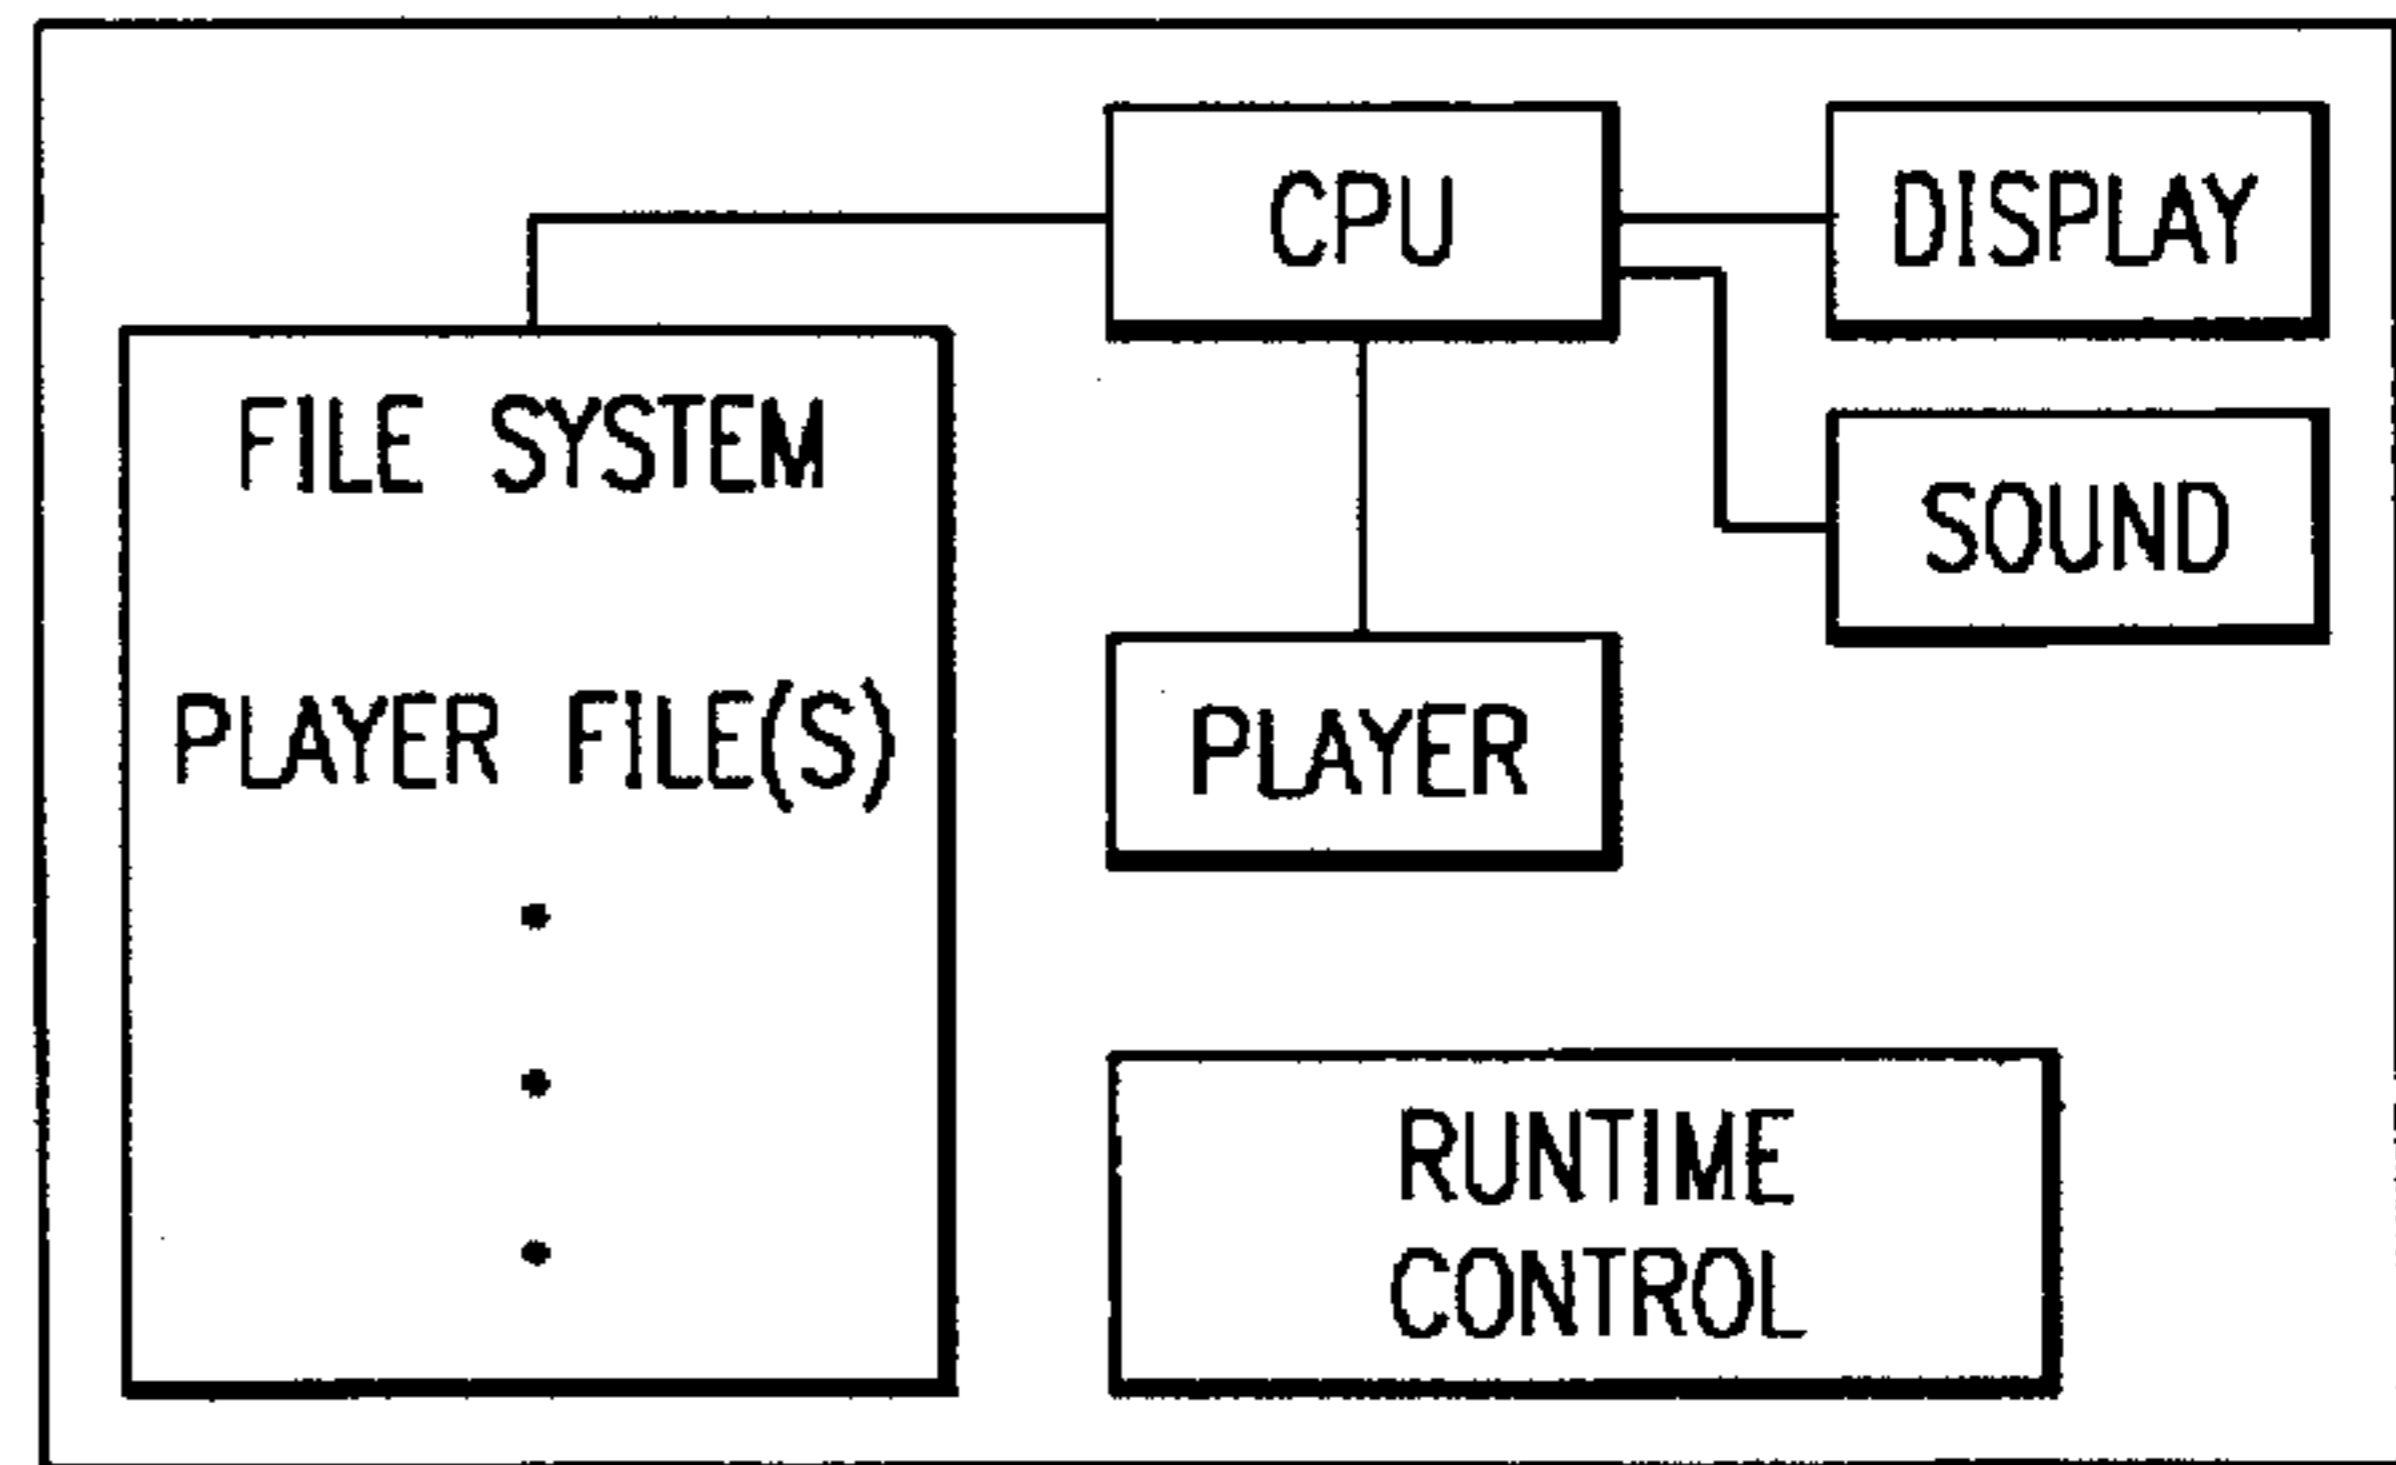 CPU
DISPLAY
FILE SYSTEM
SOUND
PLAYER FILE(S)
PLAYER
RUNTIME
CONTROL